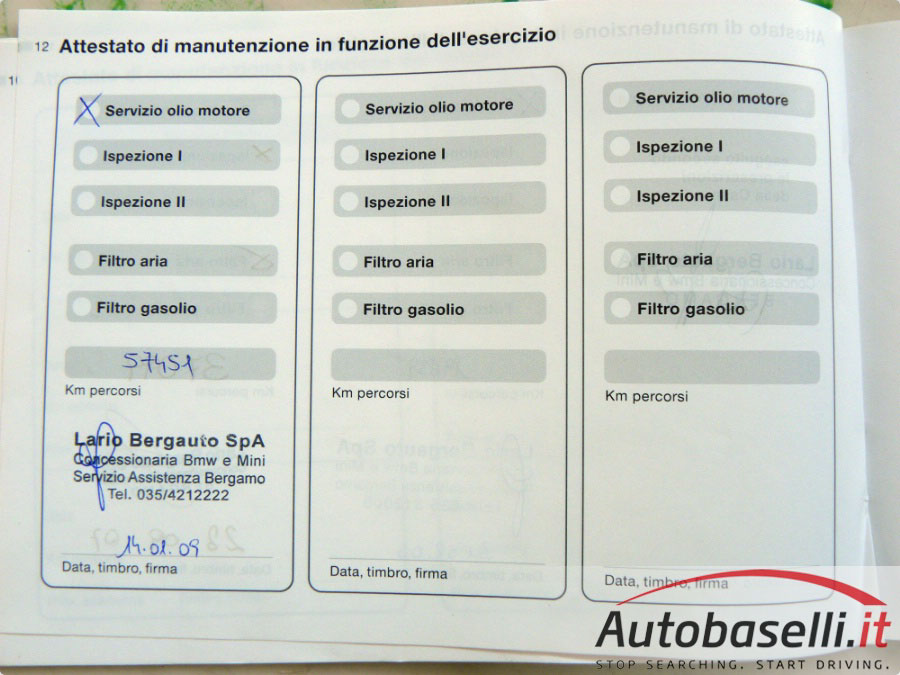 12 Attestato di manutenzione in funzione dell'esercizio
X Servizio olio motore
Ispezione I
Ispezione II
Filtro aria
Filtro gasolio
57451
Km percorsi
Lario Bergauto SpA
Concessionaria Bmw e Mini
Servizio Assistenza Bergamo
Tel. 035/4212222
14.01.09
Data, timbro, firma
Servizio olio motore
Ispezione I
Ispezione II
Filtro aria
Filtro gasolio
Km percorsi
Data, timbro, firma
Servizio olio motore
Ispezione I
Ispezione II
Filtro aria
Filtro gasolio
Km percorsi
Data, timbro, firma
Autobaselli.it
STOP SEARCHING. START DRIVING.